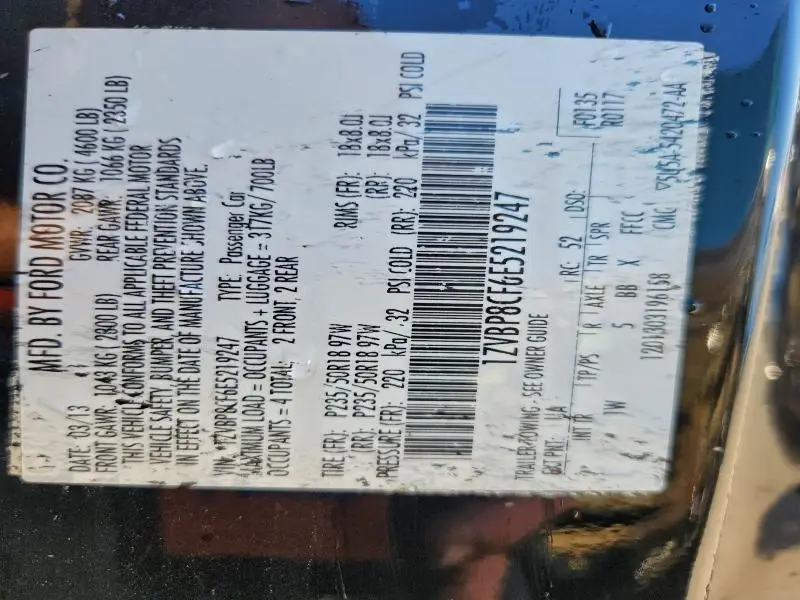 MFD. BY FORD MOTOR CO.
DATE: 03/13 GVWR: 2087 KG (4600 LB)
FRONT GAWR: KG LB) REAR GAWR: 1066 KG (2350 LB)
THIS VEHICLE CONFORMS TO ALL APPLICABLE FEDERAL MOTOR
VEHICLE SAFETY, BUMPER, AND THEFT PREVENTION STANDARDS
IN EFFECT ON THE DATE OF MANUFACTURE SHOWN ABOVE.
VIN: 1ZVBP8CF6E5219247 TYPE: Passenger Car
MAXIMUM LOAD = OCCUPANTS + LUGGAGE = 317KG/700LB
OCCUPANTS = 4 TOTAL, 2 FRONT, 2 REAR
TIRE (FR): P235/50R18 97W RIMS (FR): 18x8.0J
(RR): P235/50R18 97W (RR): 18x8.0J
PRESSURE (FR): 220 kPa/ 32 PSI COLD (RR): 220 kPa/ 32 PSI COLD
1ZVBP8CF6E5219247
TRAILER TOWING - SEE OWNER GUIDE
EXT PNT: UA RC: 52 DSO: F0135
INT TR TP/PS R AXLE TR SPR R0117
TW 5 BB X FFCC
12013031961 58